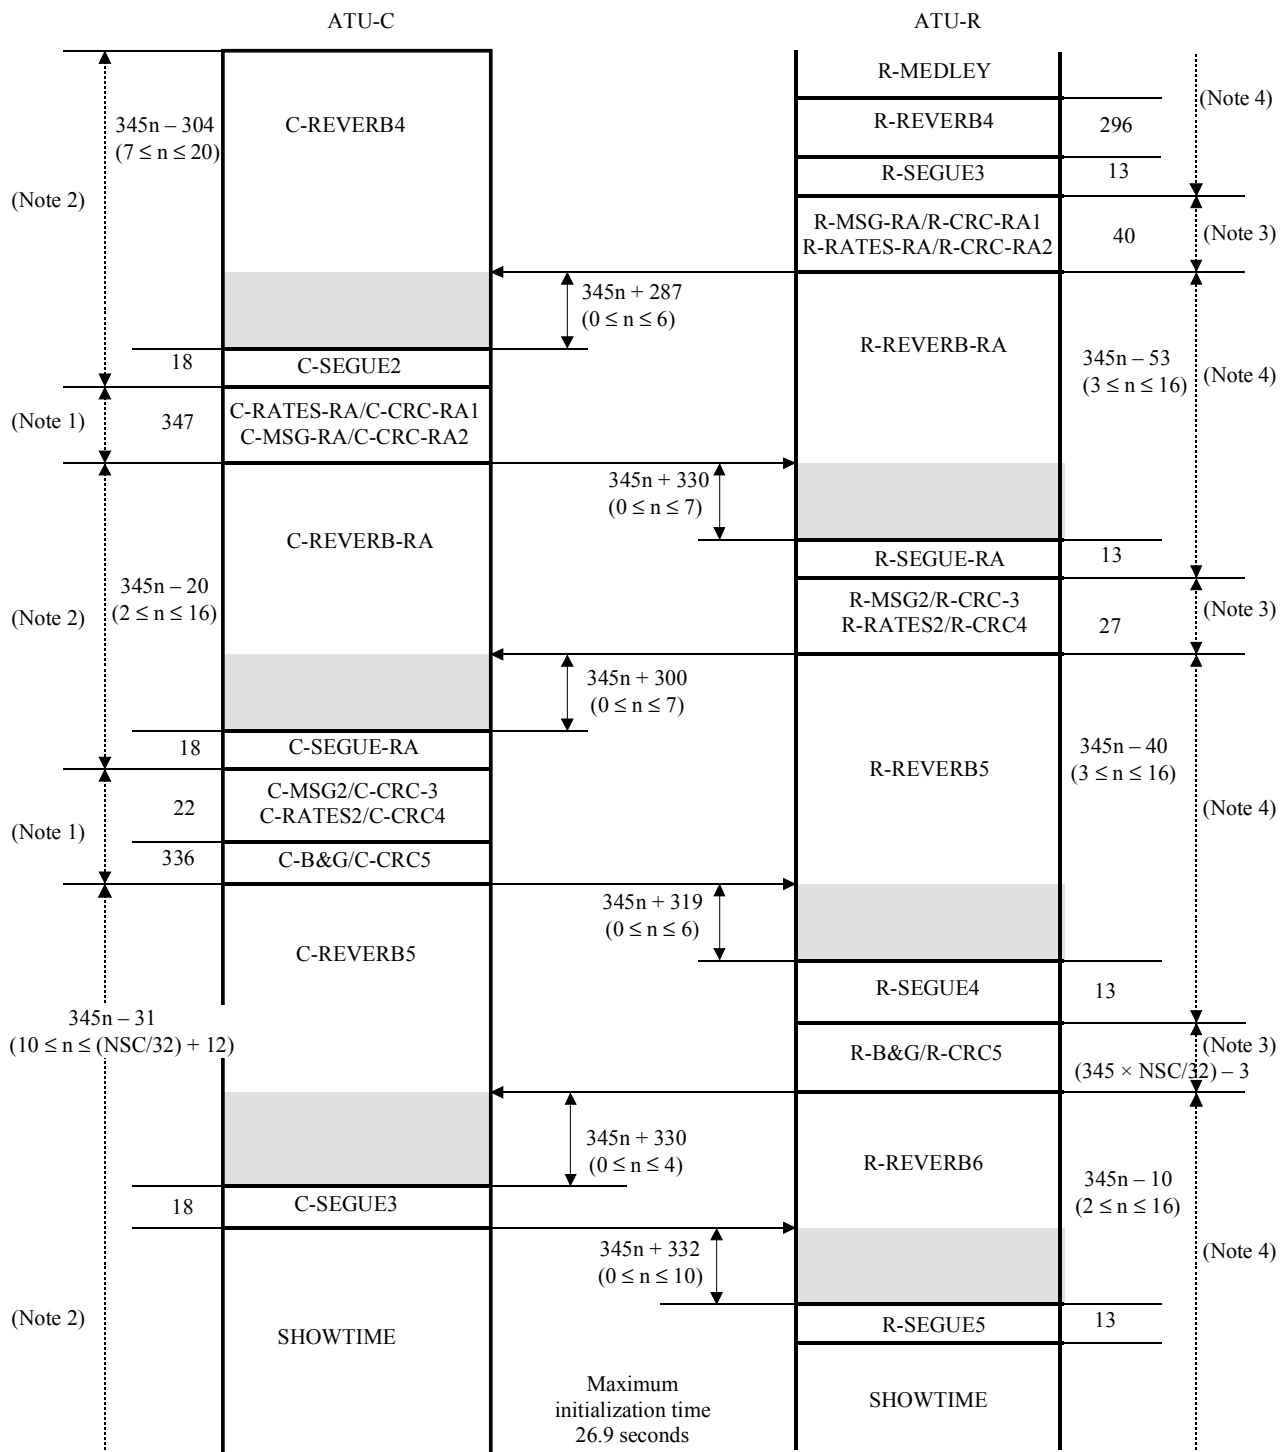 ATU-C
ATU-R
R-MEDLEY
(Note 4)
345n – 304
(7 ≤ n ≤ 20)
C-REVERB4
R-REVERB4
296
R-SEGUE3
13
(Note 2)
R-MSG-RA/R-CRC-RA1
R-RATES-RA/R-CRC-RA2
40
(Note 3)
345n + 287
(0 ≤ n ≤ 6)
R-REVERB-RA
345n – 53
(3 ≤ n ≤ 16)
(Note 4)
18
C-SEGUE2
(Note 1)
347
C-RATES-RA/C-CRC-RA1
C-MSG-RA/C-CRC-RA2
345n + 330
(0 ≤ n ≤ 7)
C-REVERB-RA
R-SEGUE-RA
13
345n – 20
(2 ≤ n ≤ 16)
(Note 2)
R-MSG2/R-CRC-3
R-RATES2/R-CRC4
27
(Note 3)
345n + 300
(0 ≤ n ≤ 7)
18
C-SEGUE-RA
R-REVERB5
345n – 40
(3 ≤ n ≤ 16)
(Note 4)
(Note 1)
22
C-MSG2/C-CRC-3
C-RATES2/C-CRC4
336
C-B&G/C-CRC5
345n + 319
(0 ≤ n ≤ 6)
C-REVERB5
R-SEGUE4
13
345n – 31
(10 ≤ n ≤ (NSC/32) + 12)
R-B&G/R-CRC5
(Note 3)
(345 × NSC/32) – 3
345n + 330
(0 ≤ n ≤ 4)
R-REVERB6
345n – 10
(2 ≤ n ≤ 16)
18
C-SEGUE3
345n + 332
(0 ≤ n ≤ 10)
(Note 4)
(Note 2)
SHOWTIME
R-SEGUE5
13
Maximum
initialization time
26.9 seconds
SHOWTIME